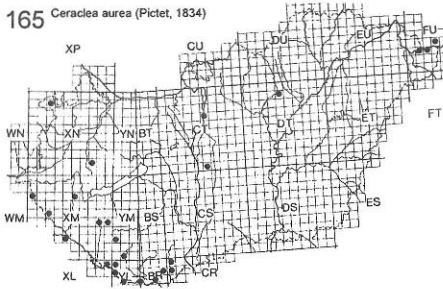 165 Ceraclea aurea (Pictet, 1834)
XP CU DU EU FU
WN XN YN BT CT DT ET FT
WM XM YM BS CS DS ES
XL YL BR CR